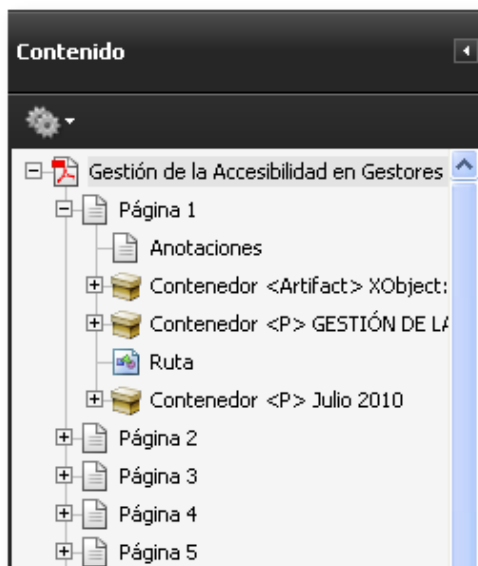 Contenido
Gestión de la Accesibilidad en Gestores
Página 1
Anotaciones
Contenedor <Artifact> XObject:
Contenedor <P> GESTIÓN DE LA
Ruta
Contenedor <P> Julio 2010
Página 2
Página 3
Página 4
Página 5